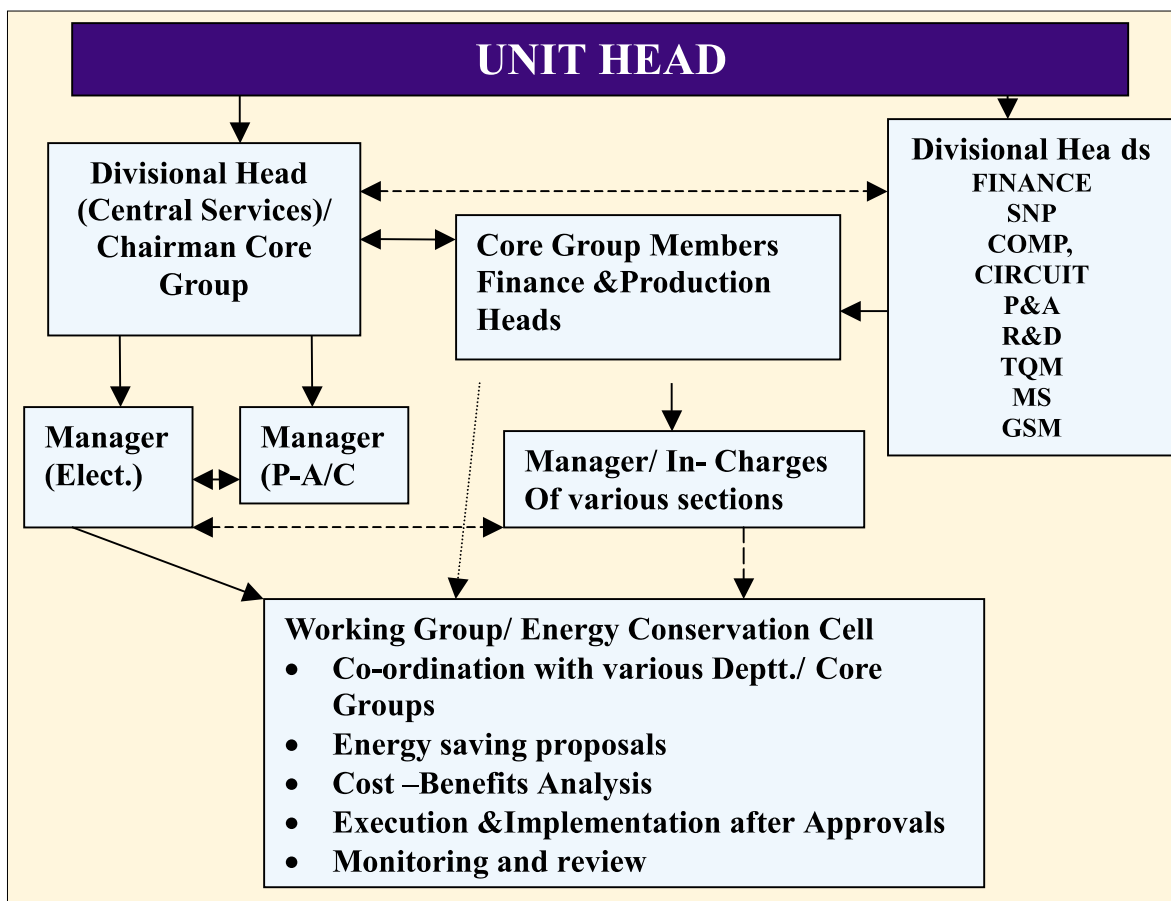 UNIT HEAD
Divisional Head
(Central Services)/
Chairman Core
Group
Divisional Hea ds
FINANCE
SNP
COMP,
CIRCUIT
P&A
R&D
TQM
MS
GSM
Core Group Members
Finance &Production
Heads
Manager
(Elect.)
Manager
(P-A/C
Manager/ In- Charges
Of various sections
Working Group/ Energy Conservation Cell
• Co-ordination with various Deptt./ Core
Groups
• Energy saving proposals
• Cost –Benefits Analysis
• Execution &Implementation after Approvals
• Monitoring and review